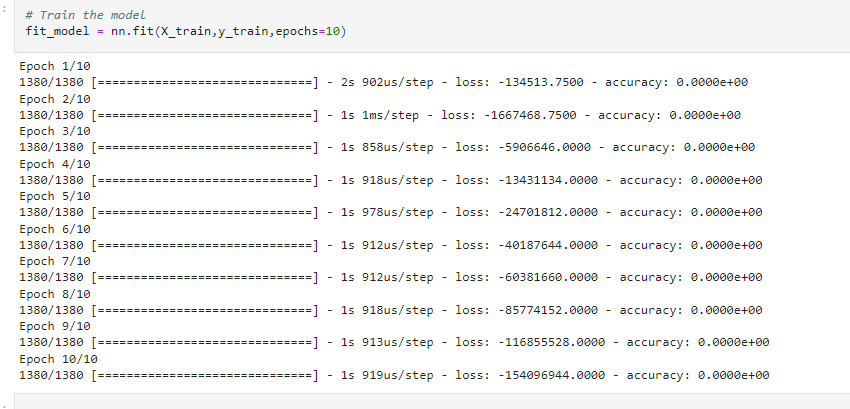 # Train the model
fit_model = nn.fit(X_train,y_train,epochs=10)
Epoch 1/10
1380/1380 [==============================] - 2s 902us/step - loss: -134513.7500 - accuracy: 0.0000e+00
Epoch 2/10
1380/1380 [==============================] - 1s 1ms/step - loss: -1667468.7500 - accuracy: 0.0000e+00
Epoch 3/10
1380/1380 [==============================] - 1s 858us/step - loss: -5906646.0000 - accuracy: 0.0000e+00
Epoch 4/10
1380/1380 [==============================] - 1s 918us/step - loss: -13431134.0000 - accuracy: 0.0000e+00
Epoch 5/10
1380/1380 [==============================] - 1s 978us/step - loss: -24701812.0000 - accuracy: 0.0000e+00
Epoch 6/10
1380/1380 [==============================] - 1s 912us/step - loss: -40187644.0000 - accuracy: 0.0000e+00
Epoch 7/10
1380/1380 [==============================] - 1s 912us/step - loss: -60381660.0000 - accuracy: 0.0000e+00
Epoch 8/10
1380/1380 [==============================] - 1s 918us/step - loss: -85774152.0000 - accuracy: 0.0000e+00
Epoch 9/10
1380/1380 [==============================] - 1s 913us/step - loss: -116855528.0000 - accuracy: 0.0000e+00
Epoch 10/10
1380/1380 [==============================] - 1s 919us/step - loss: -154096944.0000 - accuracy: 0.0000e+00